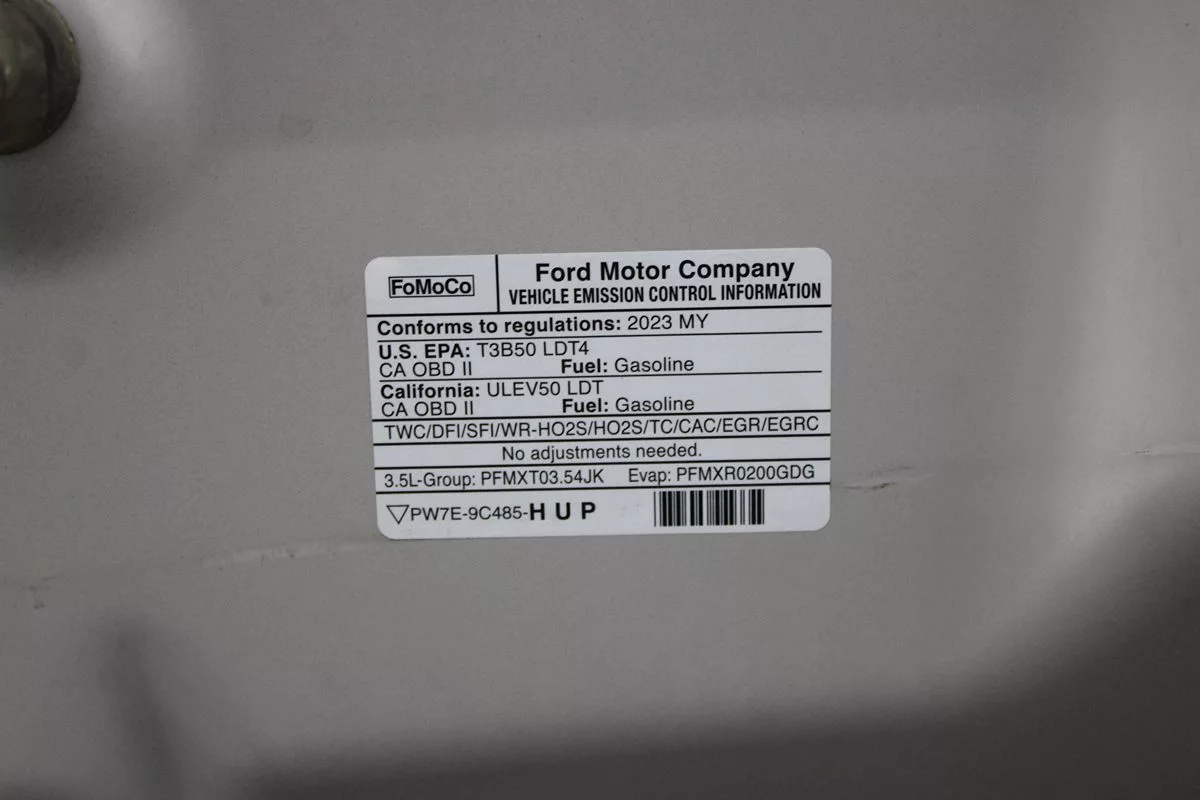 FoMoCo
Ford Motor Company
VEHICLE EMISSION CONTROL INFORMATION
Conforms to regulations: 2023 MY
U.S. EPA: T3B50 LDT4
CA OBD II Fuel: Gasoline
California: ULEV50 LDT
CA OBD II Fuel: Gasoline
TWC/DFI/SFI/WR-HO2S/HO2S/TC/CAC/EGR/EGRC
No adjustments needed.
3.5L-Group: PFMXT03.54JK Evap: PFMXR0200GDG
PW7E-9C485-HUP